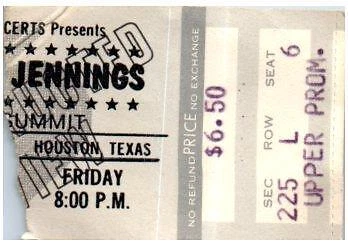 CERTS Presents
JENNINGS
SUMMIT
HOUSTON, TEXAS
FRIDAY
8:00 P.M.
NO REFUND PRICE NO EXCHANGE
$6.50
SEC ROW SEAT
225 L 6
UPPER PROM.